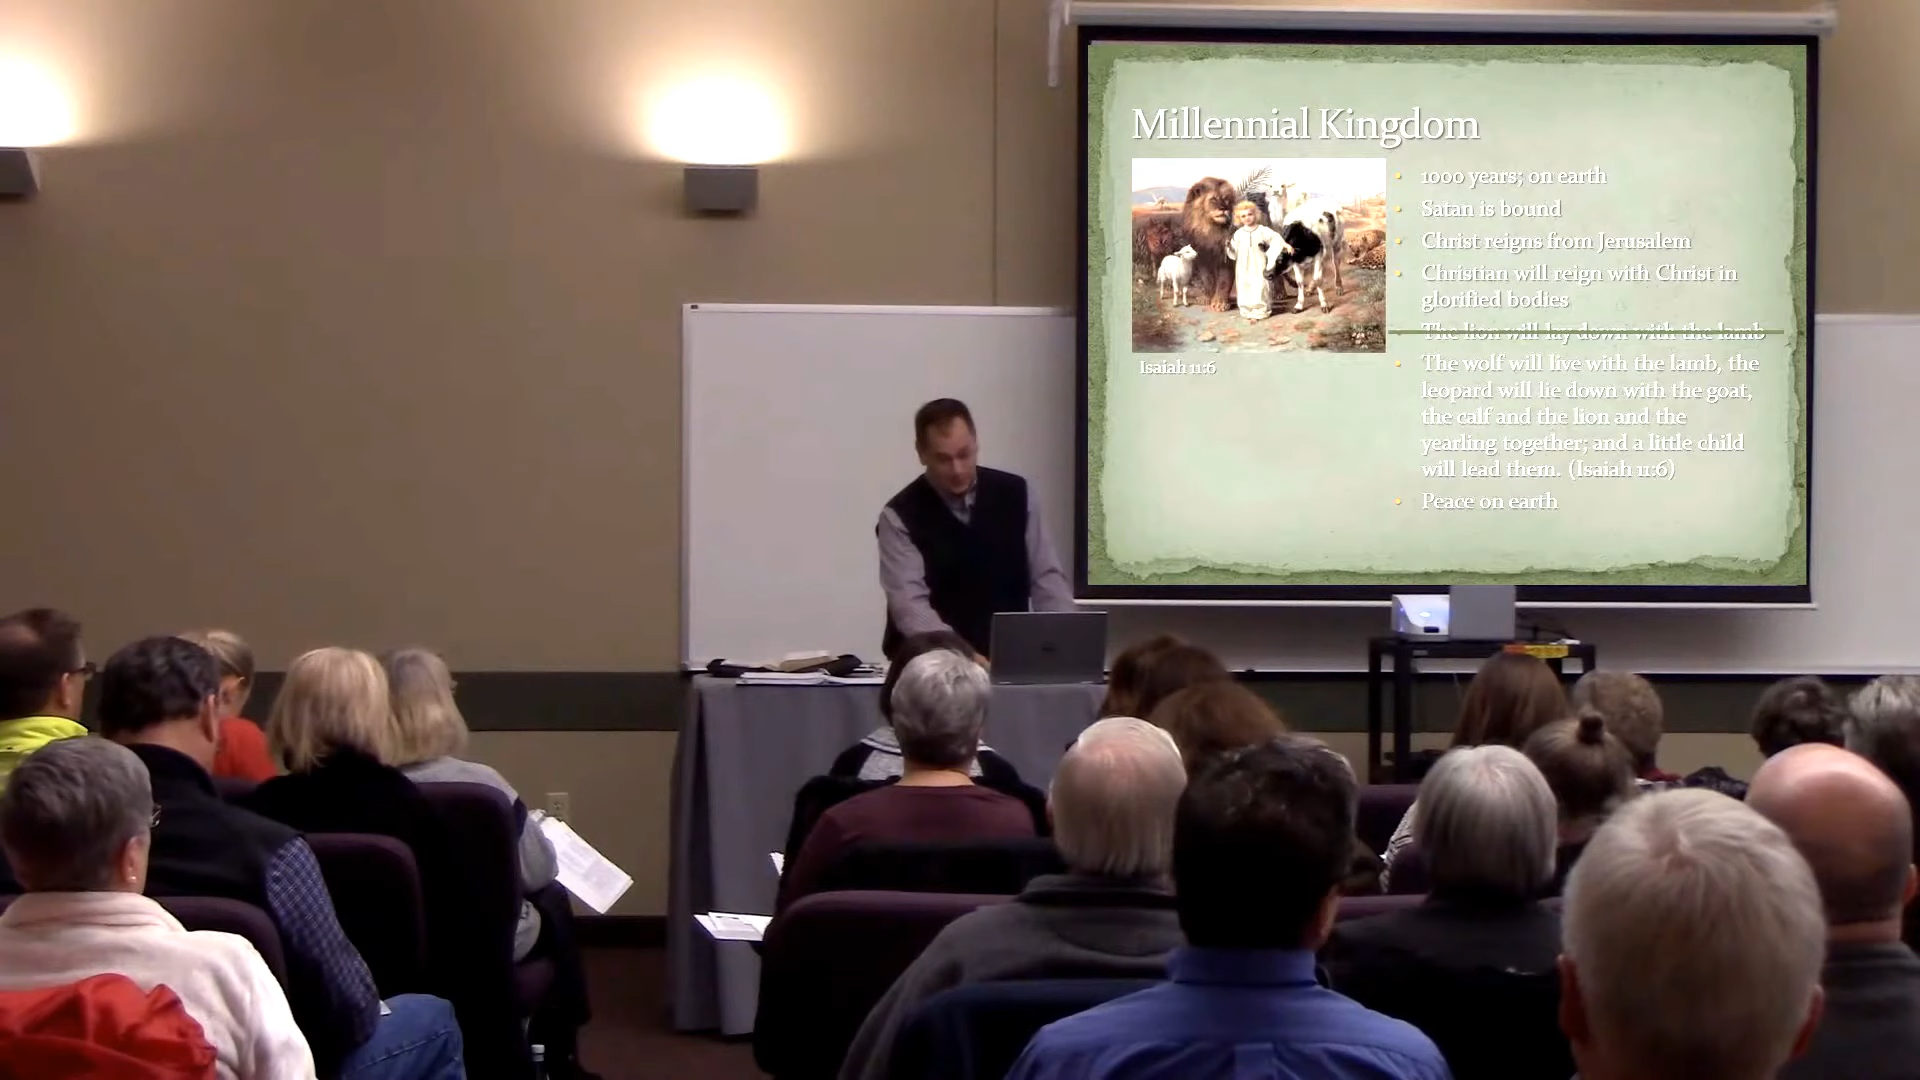 Millennial Kingdom
1000 years; on earth
Satan is bound
Christ reigns from Jerusalem
Christian will reign with Christ in
glorified bodies
The lion will lay down with the lamb
The wolf will live with the lamb, the
leopard will lie down with the goat,
the calf and the lion and the
yearling together; and a little child
will lead them. (Isaiah 11:6)
Peace on earth
Isaiah 11:6